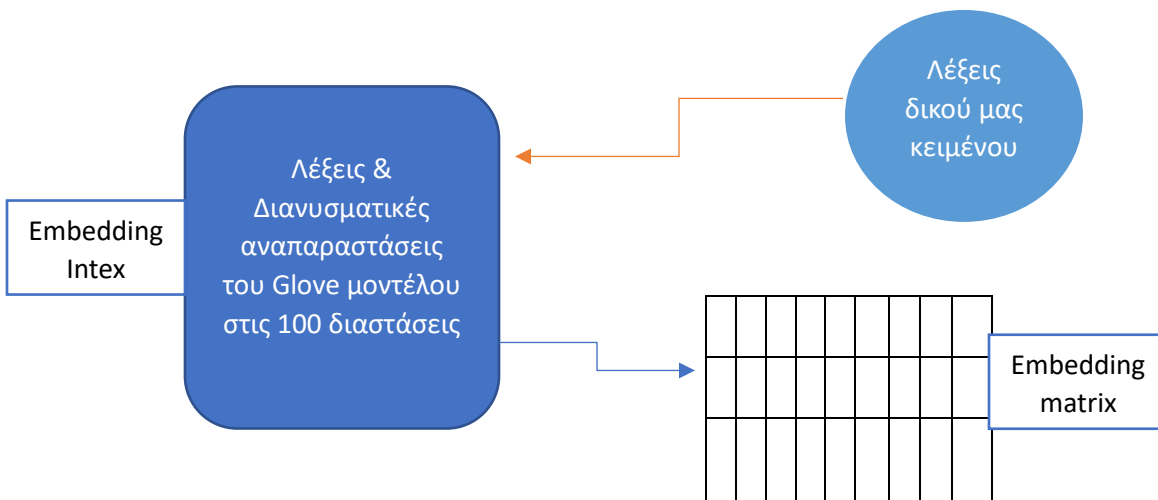 Λέξεις
δικού μας
κειμένου
Λέξεις &
Διανυσματικές
αναπαραστάσεις
του Glove μοντέλου
στις 100 διαστάσεις
Embedding
Intex
Embedding
matrix